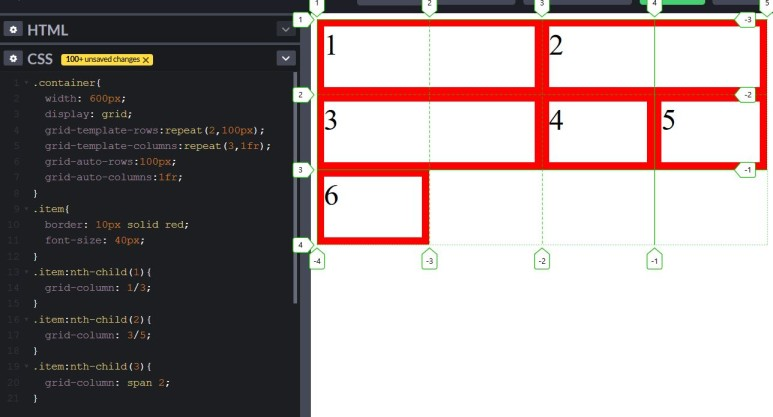 HTML
CSS 100+ unsaved changes ×
1 .container{
2 width: 600px;
3 display: grid;
4 grid-template-rows:repeat(2,100px);
5 grid-template-columns:repeat(3,1fr);
6 grid-auto-rows:100px;
7 grid-auto-columns:1fr;
8 }
9 .item{
10 border: 10px solid red;
11 font-size: 40px;
12 }
13 .item:nth-child(1){
14 grid-column: 1/3;
15 }
16 .item:nth-child(2){
17 grid-column: 3/5;
18 }
19 .item:nth-child(3){
20 grid-column: span 2;
21 }
1 2 3 4 5
1 -3
1 2
2 -2
3 4 5
3 -1
6
4
-4 -3 -2 -1